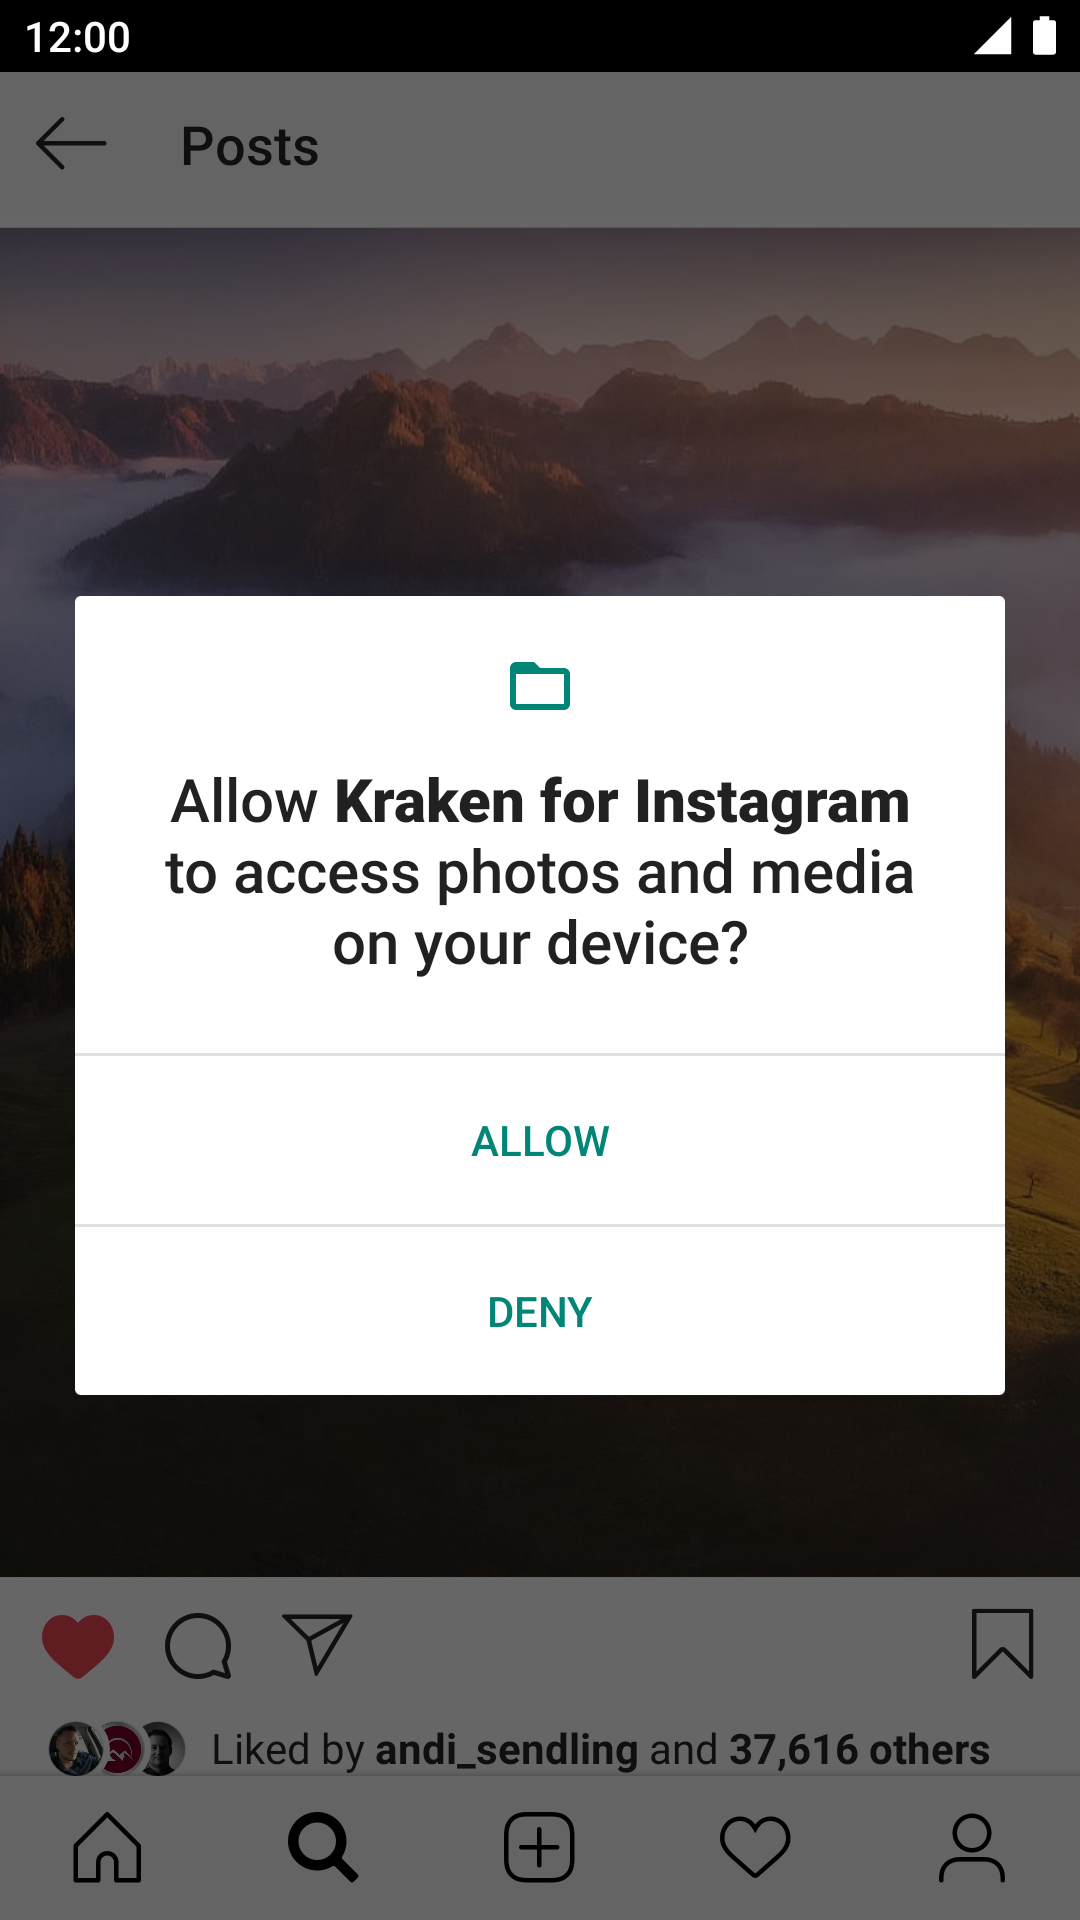 12:00
Posts
Allow Kraken for Instagram
to access photos and media
on your device?
ALLOW
DENY
Liked by andi_sendling and 37,616 others